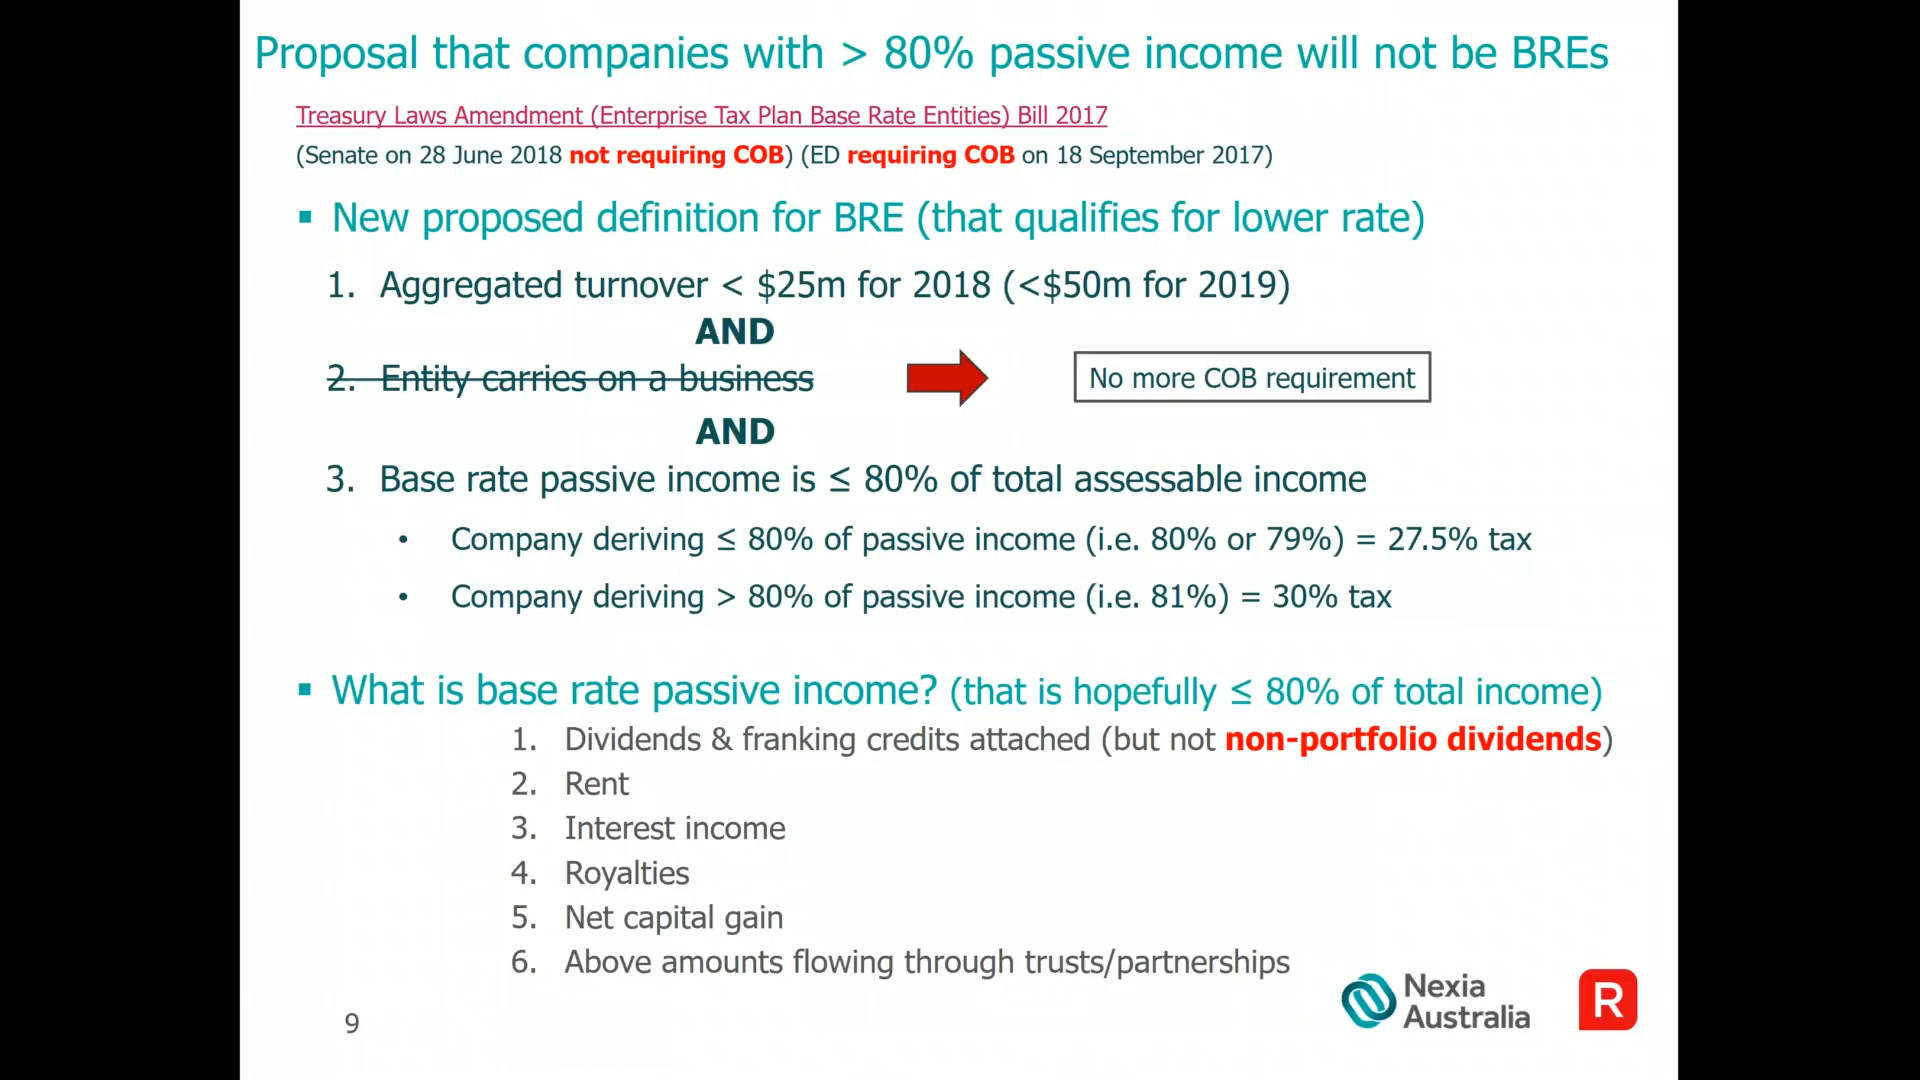 Proposal that companies with > 80% passive income will not be BREs
Treasury Laws Amendment (Enterprise Tax Plan Base Rate Entities) Bill 2017
(Senate on 28 June 2018 not requiring COB) (ED requiring COB on 18 September 2017)
▪ New proposed definition for BRE (that qualifies for lower rate)
1. Aggregated turnover < $25m for 2018 (<$50m for 2019)
AND
2. Entity carries on a business
No more COB requirement
AND
3. Base rate passive income is ≤ 80% of total assessable income
• Company deriving ≤ 80% of passive income (i.e. 80% or 79%) = 27.5% tax
• Company deriving > 80% of passive income (i.e. 81%) = 30% tax
▪ What is base rate passive income? (that is hopefully ≤ 80% of total income)
1. Dividends & franking credits attached (but not non-portfolio dividends)
2. Rent
3. Interest income
4. Royalties
5. Net capital gain
6. Above amounts flowing through trusts/partnerships
Nexia
Australia
R
9